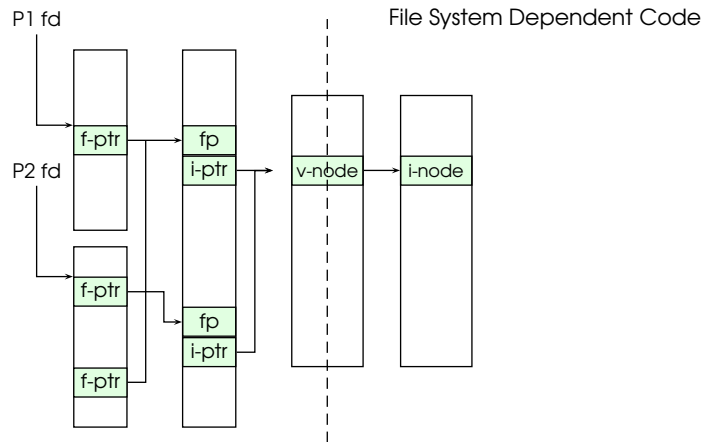 P1 fd
File System Dependent Code
f-ptr
fp
P2 fd
i-ptr
v-node
i-node
f-ptr
fp
i-ptr
f-ptr